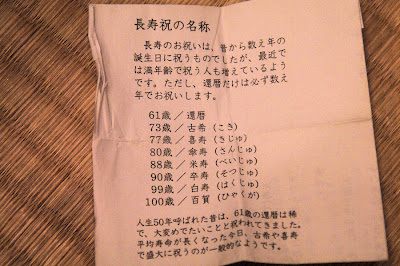 長寿祝の名称
長寿のお祝いは、昔から数え年の
誕生日に祝うものでしたが、最近で
は満年齢で祝う人も増えているよう
です。ただし、還暦だけは必ず数え
年でお祝いします。
61歳／還暦
73歳／古希（こき）
77歳／喜寿（きじゅ）
80歳／傘寿（さんじゅ）
88歳／米寿（べいじゅ）
90歳／卒寿（そつじゅ）
99歳／白寿（はくじゅ）
100歳／百賀（ひゃくが）
人生50年呼ばれた昔は、61歳の還暦は稀
で、大変めでたいことと祝われてきました。
平均寿命が長くなった今日、古希や喜寿
で盛大に祝うのが一般的なようです。